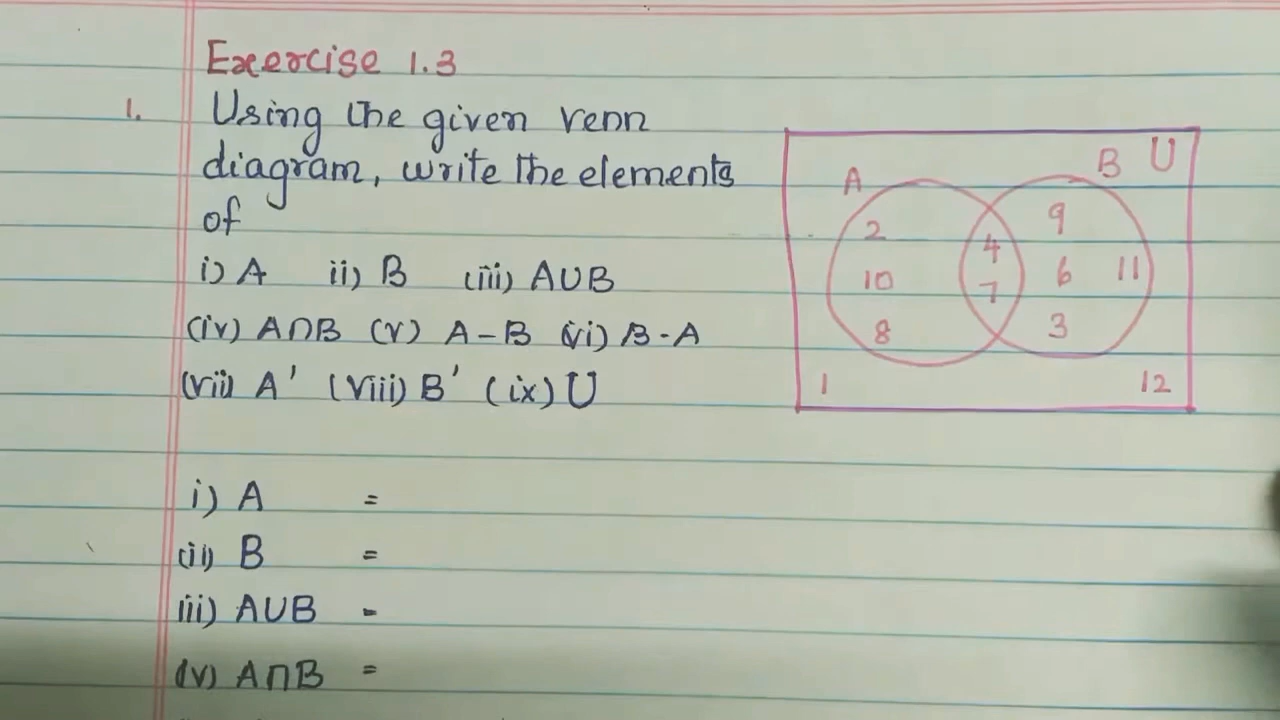 Exercise 1.3
1. Using the given venn
diagram, write the elements
of
i) A ii) B (iii) A∪B
(iv) A∩B (v) A-B (vi) B-A
(vii) A' (viii) B' (ix) U
A B U
2 4 9
10 7 6 11
8 3
1 12
i) A =
(ii) B =
iii) A∪B =
(iv) A∩B =